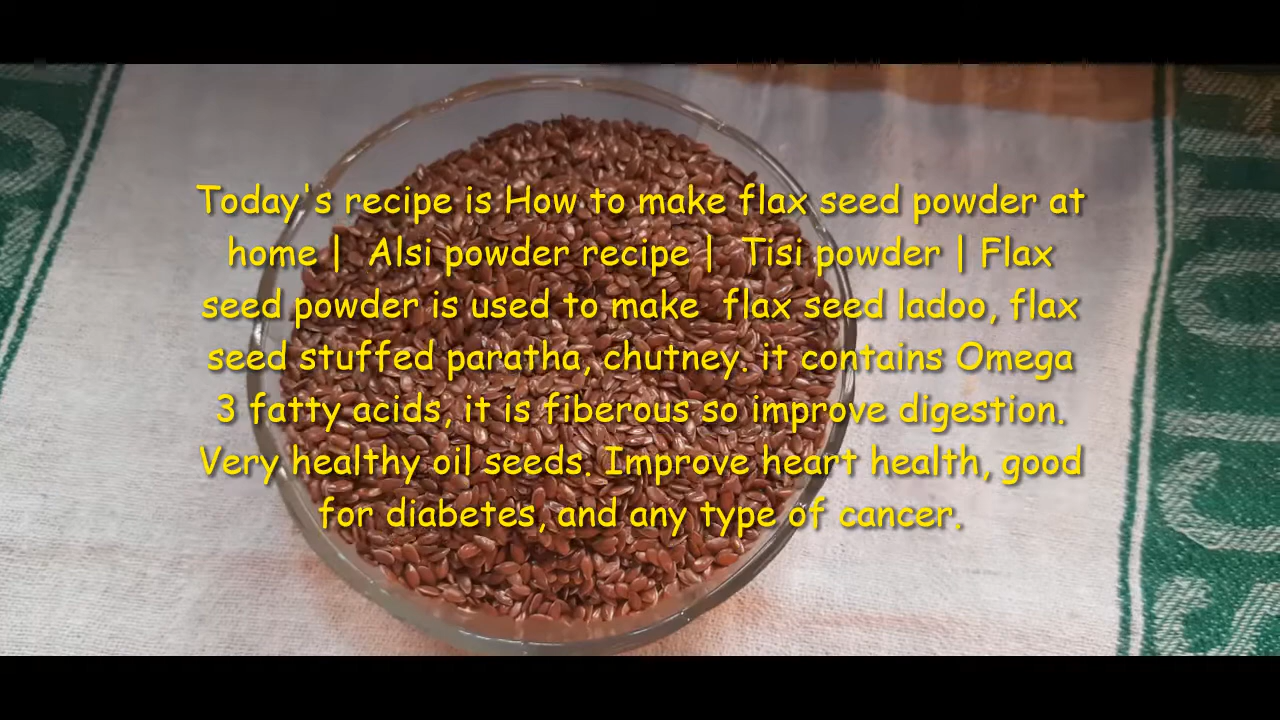 Today's recipe is How to make flax seed powder at
home |  Alsi powder recipe |  Tisi powder | Flax
seed powder is used to make  flax seed ladoo, flax
seed stuffed paratha, chutney. it contains Omega
3 fatty acids, it is fiberous so improve digestion.
Very healthy oil seeds. Improve heart health, good
for diabetes, and any type of cancer.